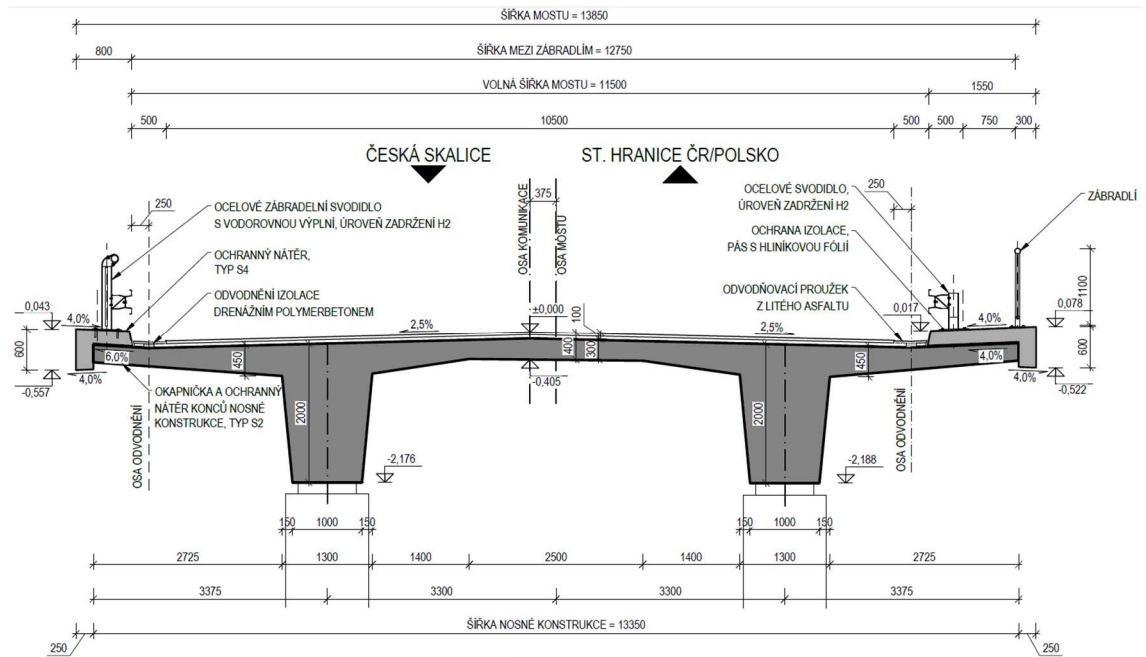 ŠÍŘKA MOSTU = 13850
800
ŠÍŘKA MEZI ZÁBRADLÍM = 12750
VOLNÁ ŠÍŘKA MOSTU = 11500
1550
500
10500
500
500
750
300
ČESKÁ SKALICE
ST. HRANICE ČR/POLSKO
OSA KOMUNIKACE
375
OSA MOSTU
250
OCELOVÉ ZÁBRADELNÍ SVODIDLO
S VODOROVNOU VÝPLNÍ, ÚROVEŇ ZADRŽENÍ H2
OCHRANNÝ NÁTĚR,
TYP S4
ODVODNĚNÍ IZOLACE
DRENÁŽNÍM POLYMERBETONEM
OCELOVÉ SVODIDLO,
ÚROVEŇ ZADRŽENÍ H2
250
OCHRANA IZOLACE,
PÁS S HLINÍKOVOU FÓLIÍ
ODVODŇOVACÍ PROUŽEK
Z LITÉHO ASFALTU
ZÁBRADLÍ
1100
0,043
4,0%
600
6,0%
4,0%
-0,557
2,5%
±0,000
100
400
300
-0,405
2,5%
0,017
4,0%
0,078
600
4,0%
4,0%
-0,522
450
450
OKAPNIČKA A OCHRANNÝ
NÁTĚR KONCŮ NOSNÉ
KONSTRUKCE, TYP S2
OSA ODVODNĚNÍ
2000
-2,176
2000
-2,188
OSA ODVODNĚNÍ
150
1000
150
150
1000
150
2725
1300
1400
2500
1400
1300
2725
3375
3300
3300
3375
ŠÍŘKA NOSNÉ KONSTRUKCE = 13350
250
250